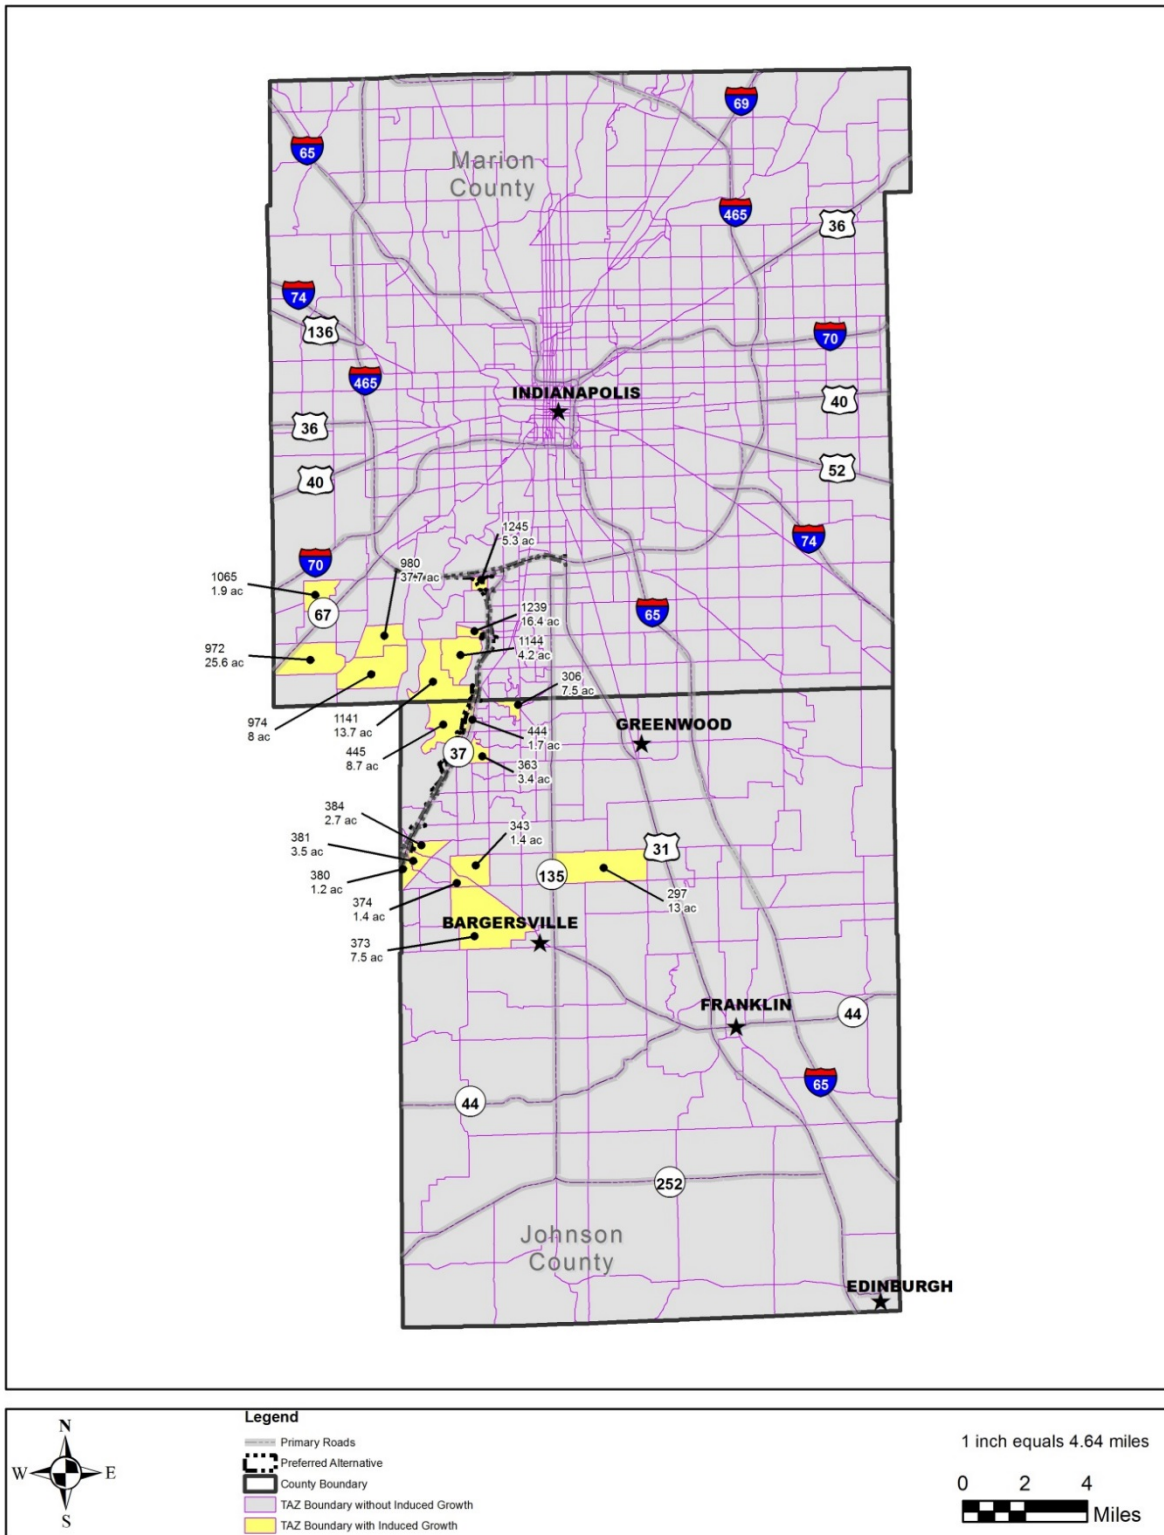 69
65
Marion
County
465
36
74
136
70
465
INDIANAPOLIS
40
36
52
40
74
1245
5.3 ac
70
980
37.7 ac
1065
1.9 ac
67
65
1239
16.4 ac
1144
4.2 ac
972
25.6 ac
306
7.5 ac
974
8 ac
1141
13.7 ac
GREENWOOD
444
1.7 ac
445
8.7 ac
37
363
3.4 ac
384
2.7 ac
343
1.4 ac
381
3.5 ac
31
380
1.2 ac
135
374
1.4 ac
297
13 ac
BARGERSVILLE
373
7.5 ac
FRANKLIN
44
65
44
252
Johnson
County
EDINBURGH
N
W E
S
Legend
Primary Roads
Preferred Alternative
County Boundary
TAZ Boundary without Induced Growth
TAZ Boundary with Induced Growth
1 inch equals 4.64 miles
0 2 4
Miles